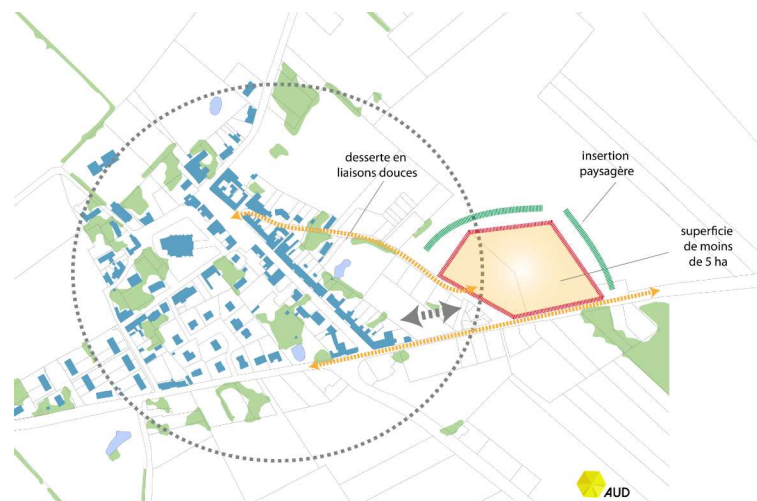 desserte en
liaisons douces
insertion
paysagère
superficie
de moins
de 5 ha
AUD